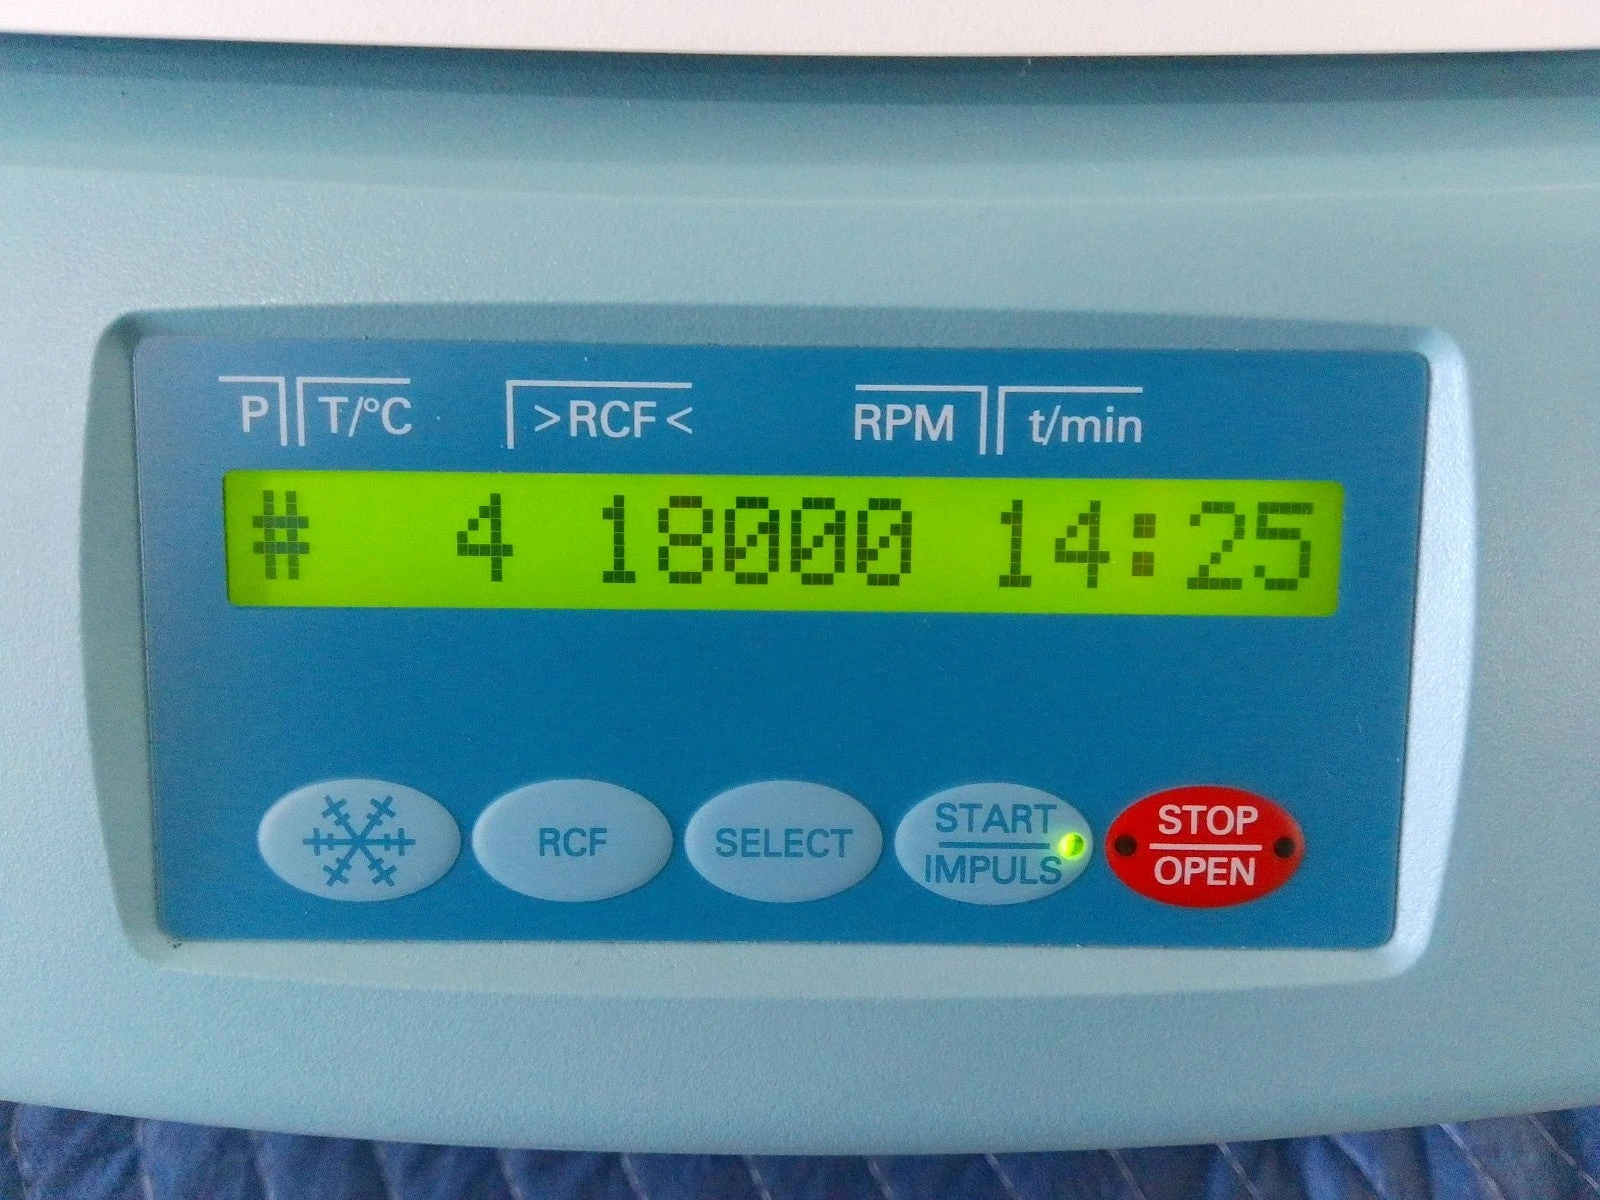 P T/°C >RCF< RPM t/min
# 4 18000 14:25
RCF SELECT START IMPULS STOP OPEN